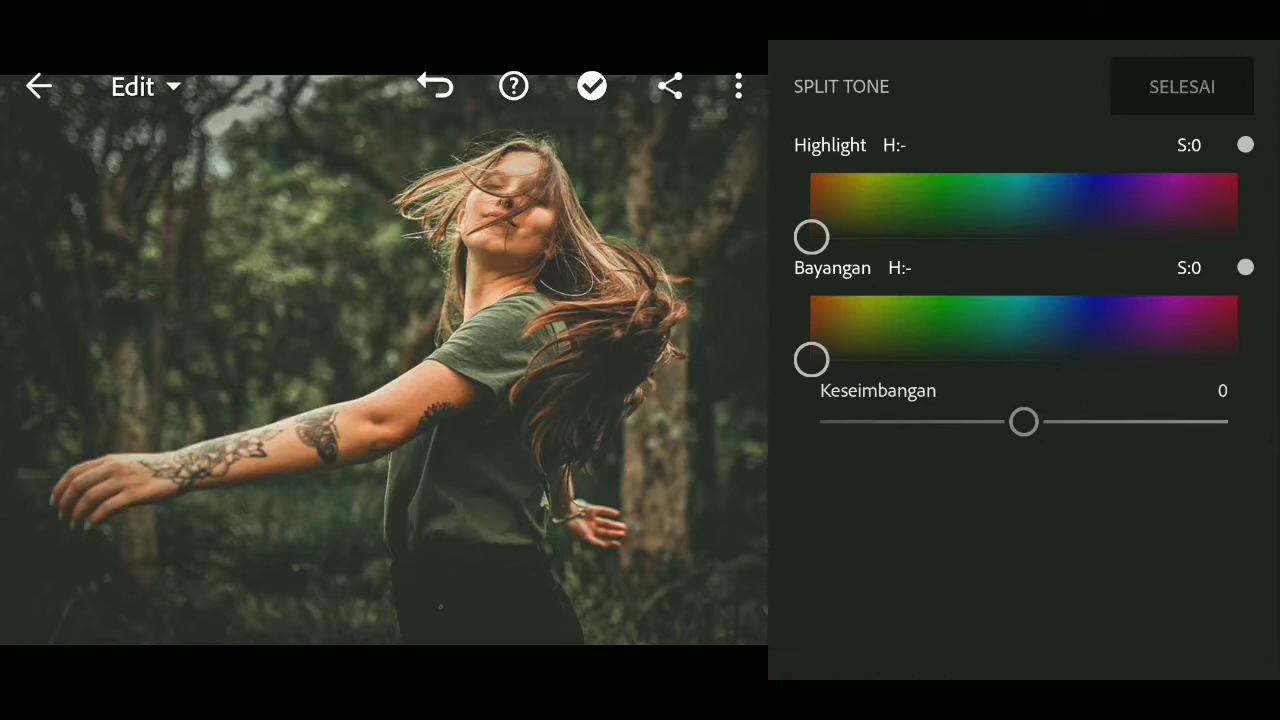 Edit
SPLIT TONE
SELESAI
Highlight H:- S:0
Bayangan H:- S:0
Keseimbangan 0